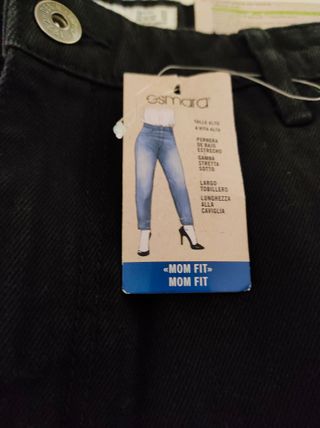 esmara
TALLE ALTO
A VITA ALTA
PERNERA
DE BAJO
ESTRECHO
GAMBA
STRETTA
SOTTO
LARGO
TOBILLERO
LUNGHEZZA
ALLA
CAVIGLIA
«MOM FIT»
MOM FIT